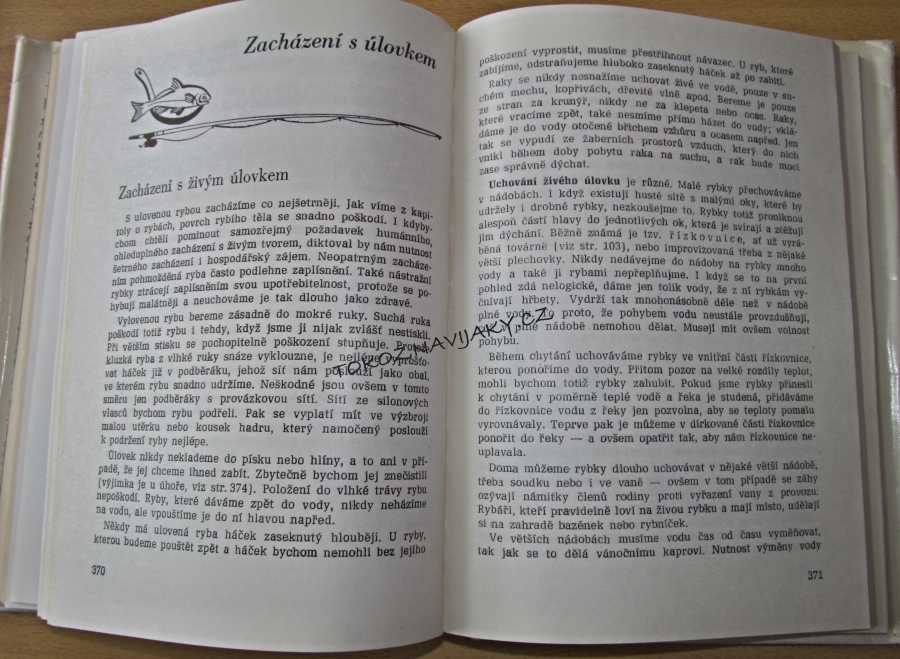 Zacházení s úlovkem
Zacházení s živým úlovkem
S ulovenou rybou zacházíme co nejšetrněji. Jak víme z kapi-
toly o rybách, povrch rybího těla se snadno poškodí. I kdyby-
chom chtěli pominout samozřejmý požadavek humánního,
ohleduplného zacházení s živým tvorem, diktoval by nám nutnost
šetrného zacházení i hospodářský zájem. Neopatrným zacháze-
ním pohmožděná ryba často podlehne zaplísnění. Také nástražní
rybky ztrácejí zaplísněním svou upotřebitelnost, protože se po-
hybují malátněji a neuchováme je tak dlouho jako zdravé.
Vylovenou rybu bereme zásadně do mokré ruky. Suchá ruka
poškodí totiž rybu i tehdy, když jsme ji nijak zvlášť nestiskli.
Při větším stisku se pochopitelně poškození stupňuje. Protože
kluzká ryba z vlhké ruky snáze vyklouzne, je nejlépe vyprošťo-
vat háček již v podběráku, jehož síť nám poslouží jako obal,
ve kterém rybu snadno udržíme. Neškodné jsou ovšem v tomto
směru jen podběráky s provázkovou sítí. Sítí ze silonových
vlasců bychom rybu podřeli. Pak se vyplatí mít ve výzbroji
malou utěrku nebo kousek hadru, který namočený poslouží
k podržení ryby nejlépe.
Úlovek nikdy neklademe do písku nebo hlíny, a to ani v pří-
padě, že jej chceme ihned zabít. Zbytečně bychom jej znečistili
(výjimka je u úhoře, viz str. 374). Položení do vlhké trávy rybu
nepoškodí. Ryby, které dáváme zpět do vody, nikdy neházíme
na vodu, ale vpouštíme je do ní hlavou napřed.
Někdy má ulovená ryba háček zaseknutý hlouběji. U ryby,
kterou budeme pouštět zpět a háček bychom nemohli bez jejího
370
poškození vyprostit, musíme přestřihnout návazec. U ryb, které
zabíjíme, odstraňujeme hluboko zaseknutý háček až po zabití.
Raky se nikdy nesnažíme uchovat živé ve vodě, pouze v su-
chém mechu, kopřivách, dřevité vlně apod. Bereme je pouze
ze stran za krunýř, nikdy ne za klepeta nebo ocas. Raky,
které vracíme zpět, také nesmíme přímo házet do vody; vklá-
dáme je do vody otočené břichem vzhůru a ocasem napřed. Jen
tak se vypudí ze žaberních prostorů vzduch, který do nich
vnikl během doby pobytu raka na suchu, a rak bude moci
zase správně dýchat.
Uchování živého úlovku je různé. Malé rybky přechováváme
v nádobách. I když existují husté sítě s malými oky, které by
udržely i drobné rybky, nezkoušejme to. Rybky totiž proniknou
alespoň částí hlavy do jednotlivých ok, která je svírají a ztěžují
jim dýchání. Běžně známá je tzv. řízkovnice, ať už vyrá-
běná továrně (viz str. 103), nebo improvizovaná třeba z nějaké
větší plechovky. Nikdy nedávejme do nádoby na rybky mnoho
vody a také ji rybami nepřeplňujme. I když se to na první
pohled zdá nelogické, dáme jen tolik vody, že z ní rybkám vy-
čnívají hřbety. Vydrží tak mnohonásobně déle než v nádobě
plné vody, a to proto, že pohybem vodu neustále provzdušňují,
plné nádobě nemohou dělat. Musejí mít ovšem volnost
pohybu.
Během chytání uchováváme rybky ve vnitřní části řízkovnice,
kterou ponoříme do vody. Přitom pozor na velké rozdíly teplot,
mohli bychom totiž rybky zahubit. Pokud jsme rybky přinesli
k chytání v poměrně teplé vodě a řeka je studená, přidáváme
do řízkovnice vodu z řeky jen pozvolna, aby se teploty pomalu
vyrovnávaly. Teprve pak je můžeme v dírkované části řízkovnice
ponořit do řeky — a ovšem opatřit tak, aby nám řízkovnice ne-
uplavala.
Doma můžeme rybky dlouho uchovávat v nějaké větší nádobě,
třeba soudku nebo i ve vaně — ovšem v tom případě se záhy
ozývají námitky členů rodiny proti vyřazení vany z provozu.
Rybáři, kteří pravidelně loví na živou rybku a mají místo, udělají
si na zahradě bazének nebo rybníček.
Ve větších nádobách musíme vodu čas od času vyměňovat,
tak jak se to dělá vánočnímu kaprovi. Nutnost výměny vody
371
TOKOZNAVIJAKY.CZ